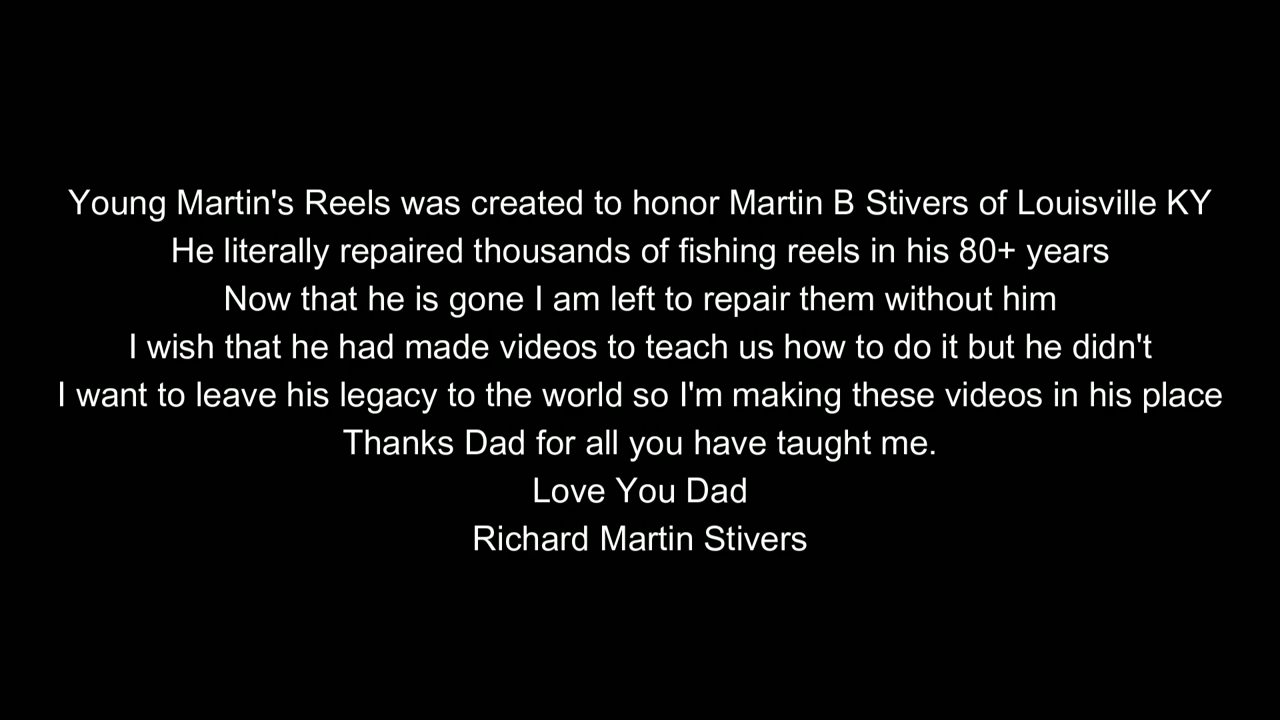 Young Martin's Reels was created to honor Martin B Stivers of Louisville KY
He literally repaired thousands of fishing reels in his 80+ years
Now that he is gone I am left to repair them without him
I wish that he had made videos to teach us how to do it but he didn't
I want to leave his legacy to the world so I'm making these videos in his place
Thanks Dad for all you have taught me.
Love You Dad
Richard Martin Stivers